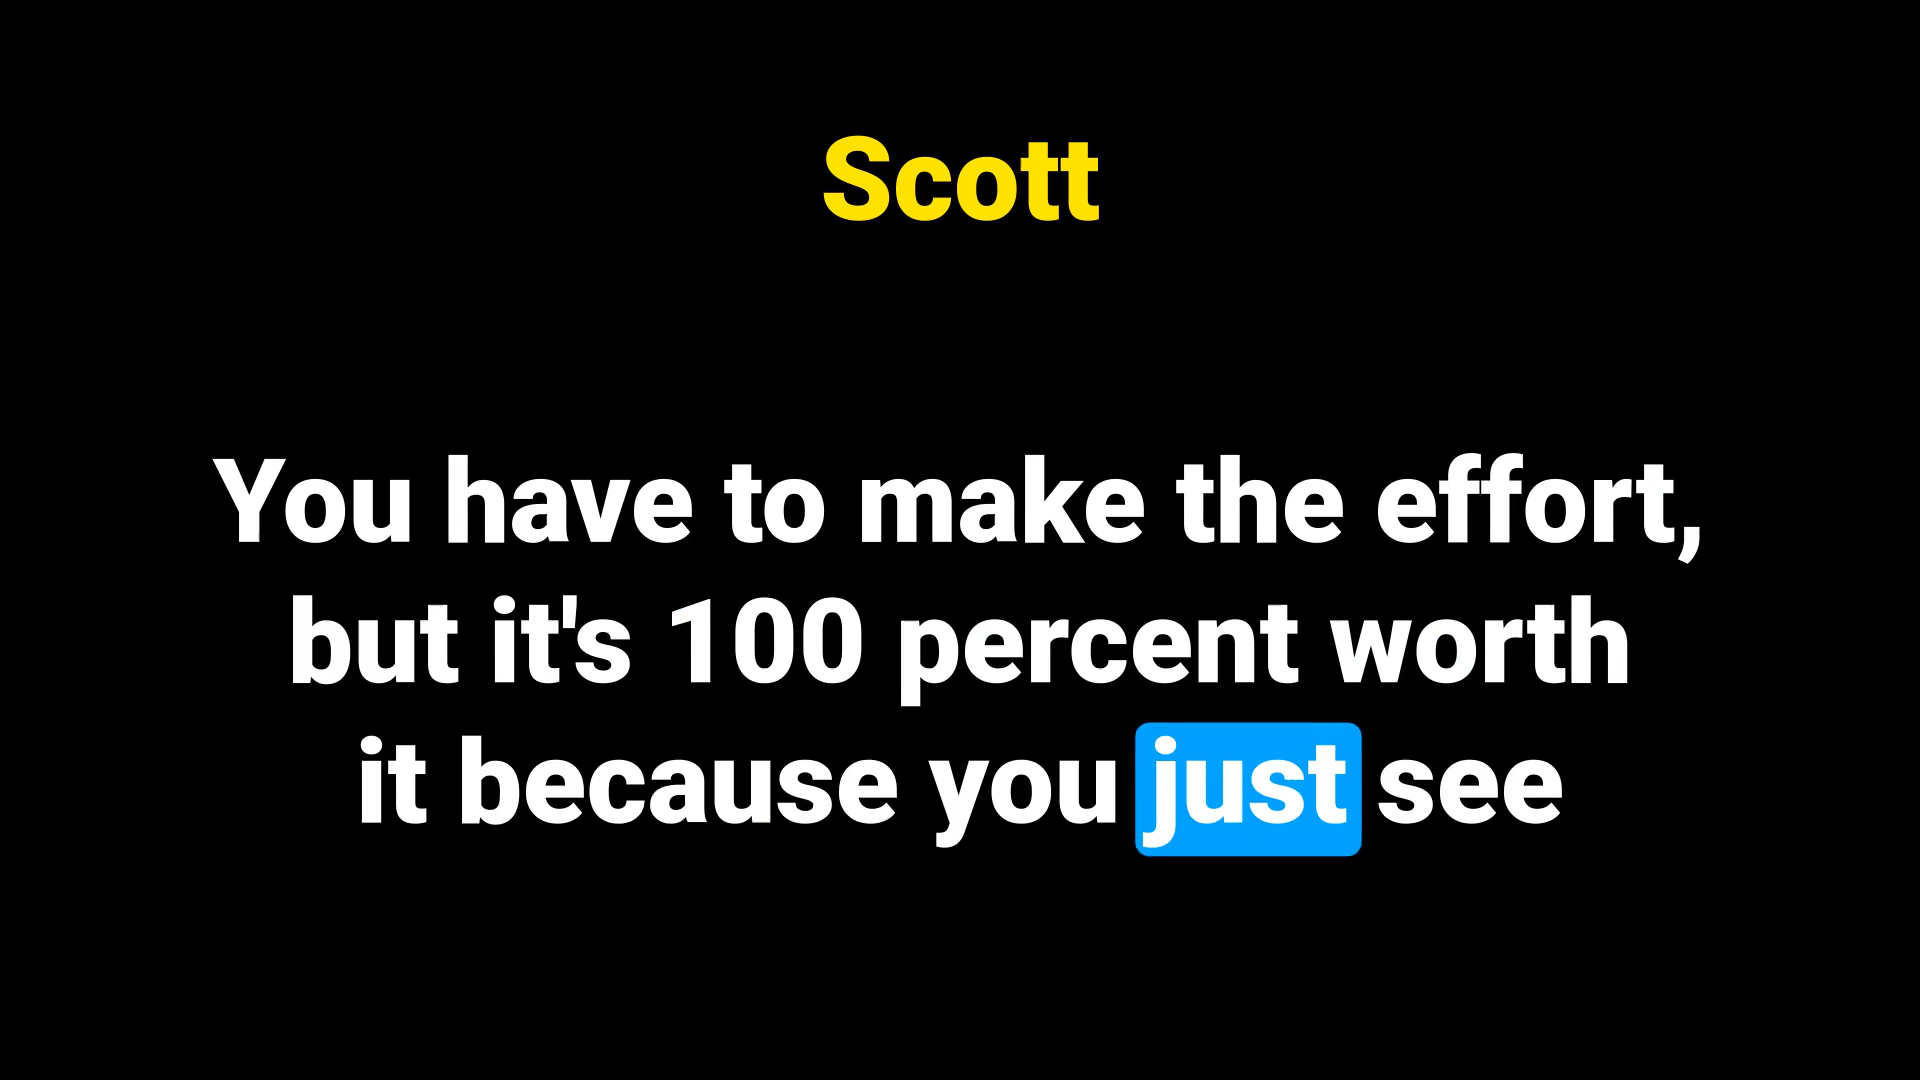 Scott
You have to make the effort,
but it's 100 percent worth
it because you just see